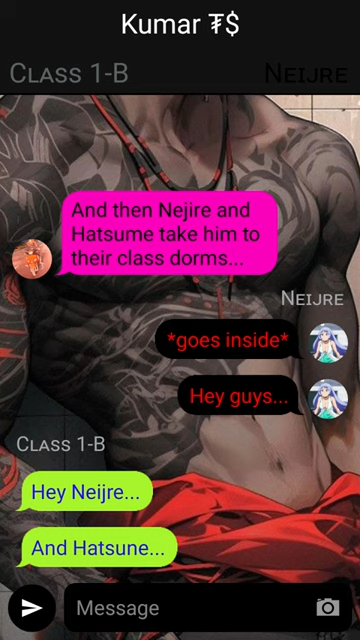 Kumar ₮$
Class 1-B
Neijre
And then Nejire and
Hatsume take him to
their class dorms...
Neijre
*goes inside*
Hey guys...
Class 1-B
Hey Neijre...
And Hatsune...
Message